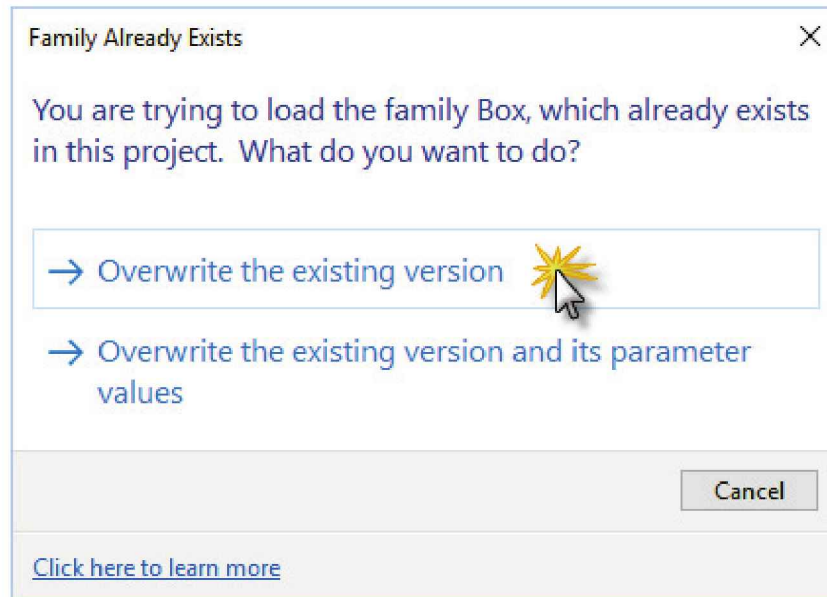 Family Already Exists
You are trying to load the family Box, which already exists
in this project. What do you want to do?
→ Overwrite the existing version
→ Overwrite the existing version and its parameter
values
Cancel
Click here to learn more